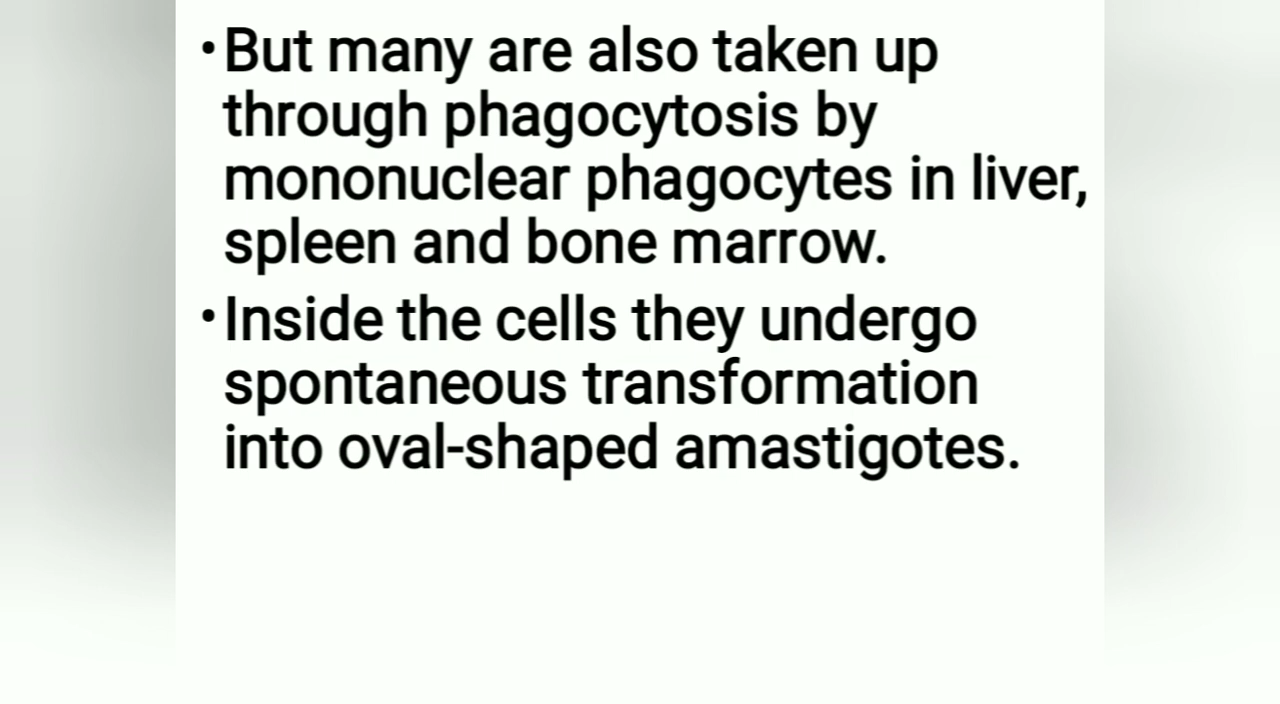 •But many are also taken up
through phagocytosis by
mononuclear phagocytes in liver,
spleen and bone marrow.
•Inside the cells they undergo
spontaneous transformation
into oval-shaped amastigotes.